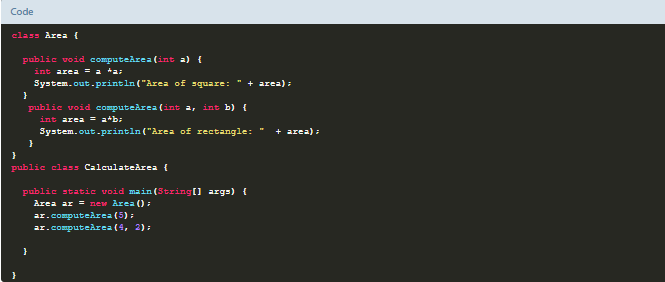 Code
class Area {
public void computeArea(int a) {
int area = a *a;
System.out.println("Area of square: " + area);
}
public void computeArea(int a, int b) {
int area = a*b;
System.out.println("Area of rectangle: "  + area);
}
}
public class CalculateArea {
public static void main(String[] args) {
Area ar = new Area();
ar.computeArea(5);
ar.computeArea(4, 2);
}
}